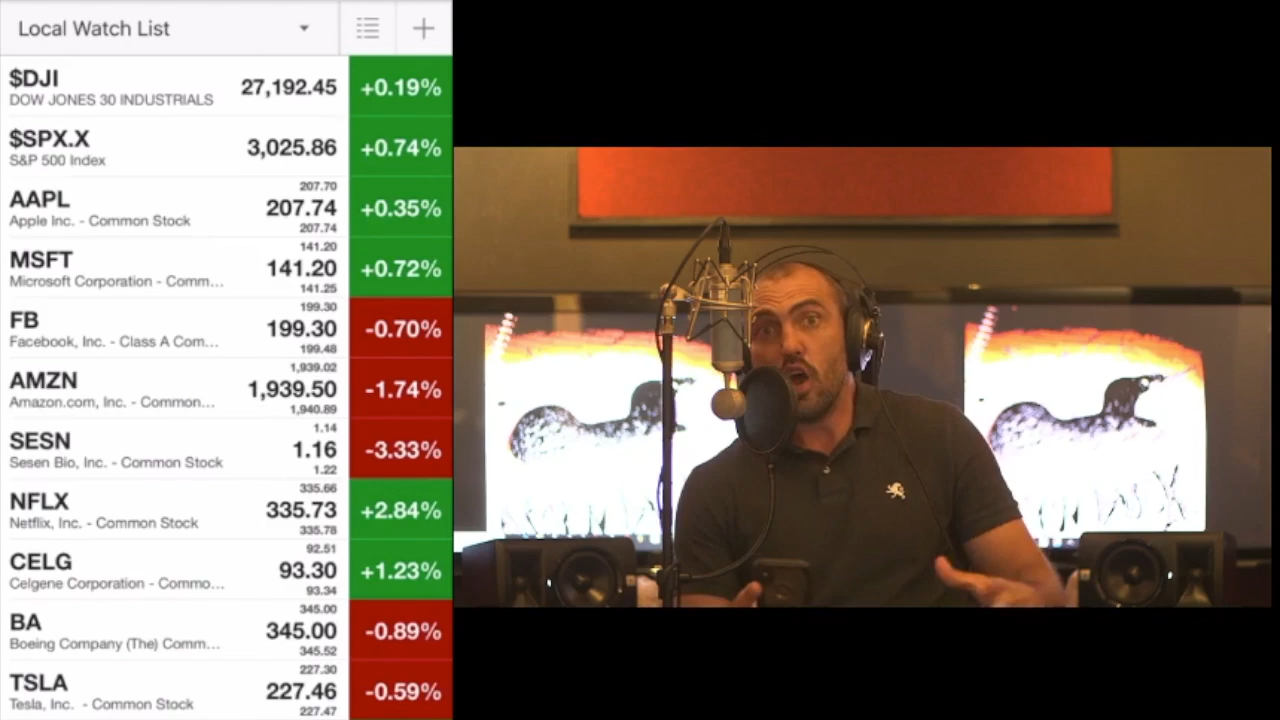 Local Watch List
$DJI
DOW JONES 30 INDUSTRIALS
27,192.45
+0.19%
$SPX.X
S&P 500 Index
3,025.86
+0.74%
AAPL
Apple Inc. - Common Stock
207.70
207.74
207.74
+0.35%
MSFT
Microsoft Corporation - Comm...
141.20
141.20
141.25
+0.72%
FB
Facebook, Inc. - Class A Com...
199.30
199.30
199.48
-0.70%
AMZN
Amazon.com, Inc. - Common...
1,939.02
1,939.50
1,940.89
-1.74%
SESN
Sesen Bio, Inc. - Common Stock
1.14
1.16
1.22
-3.33%
NFLX
Netflix, Inc. - Common Stock
335.66
335.73
335.78
+2.84%
CELG
Celgene Corporation - Commo...
92.51
93.30
93.34
+1.23%
BA
Boeing Company (The) Comm...
345.00
345.00
345.52
-0.89%
TSLA
Tesla, Inc. - Common Stock
227.30
227.46
227.47
-0.59%